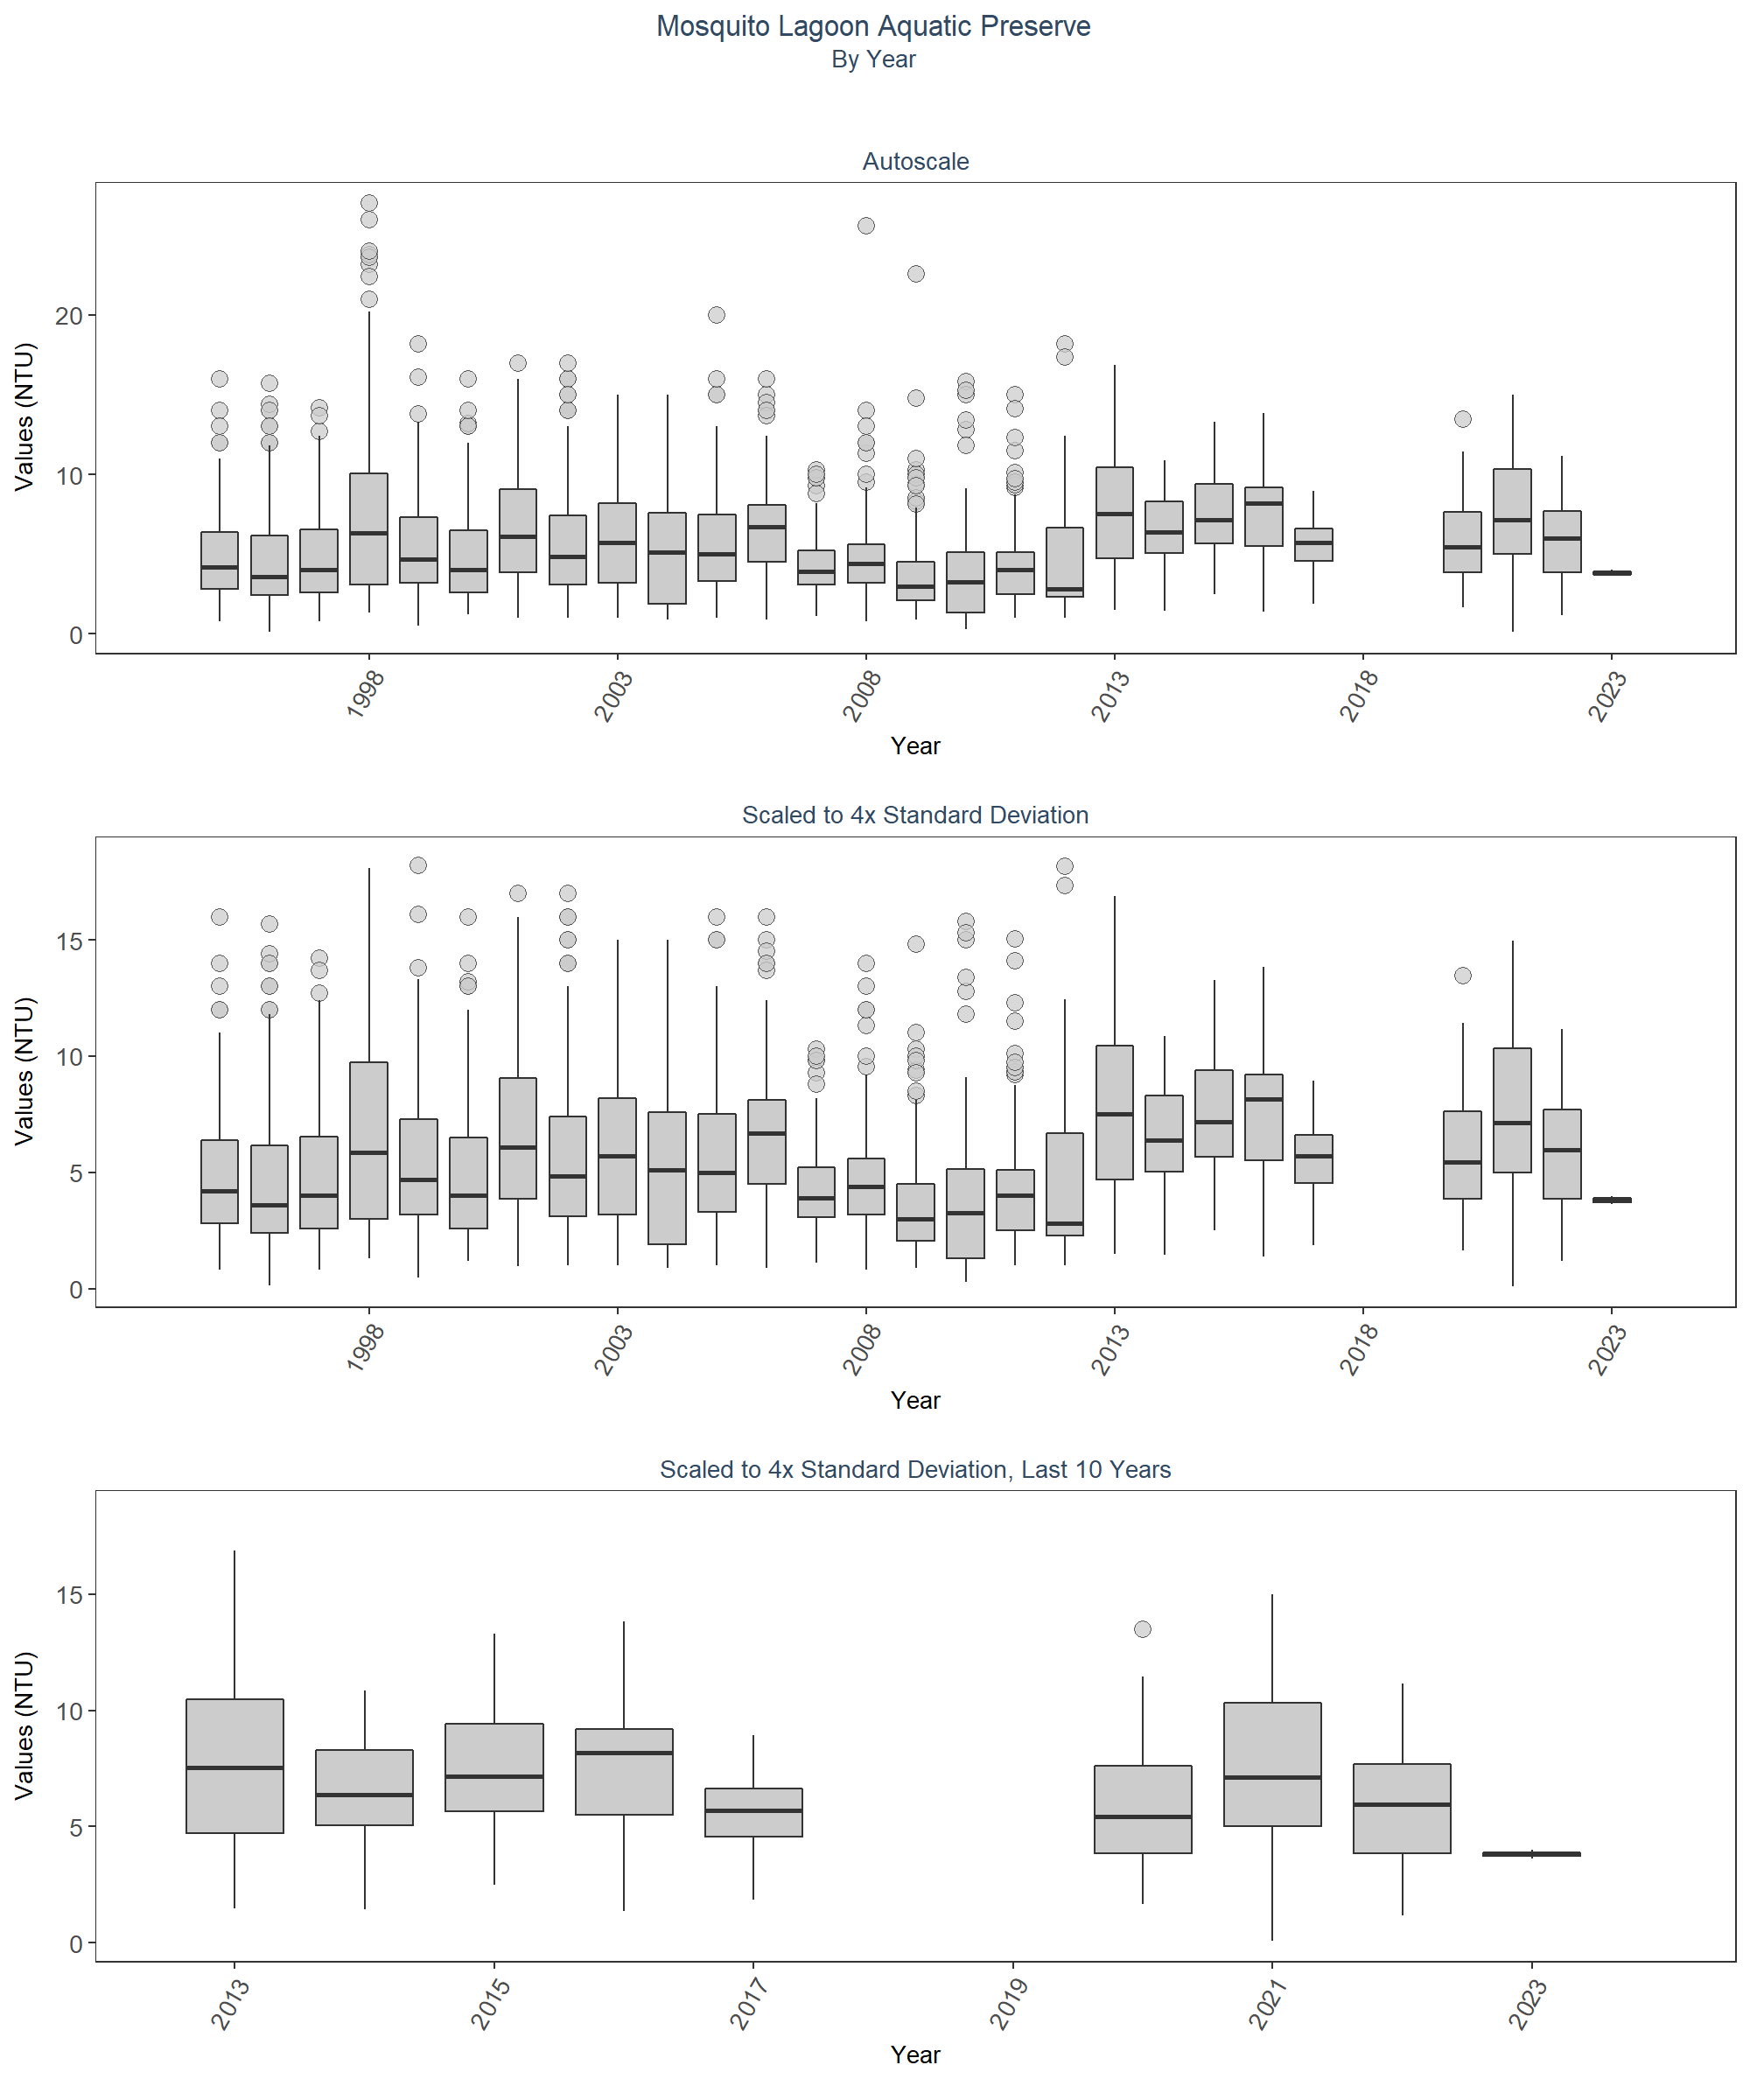 Mosquito Lagoon Aquatic Preserve
By Year
Autoscale
Values (NTU)
20
10
0
1998 2003 2008 2013 2018 2023
Year
Scaled to 4x Standard Deviation
Values (NTU)
15
10
5
0
1998 2003 2008 2013 2018 2023
Year
Scaled to 4x Standard Deviation, Last 10 Years
Values (NTU)
15
10
5
0
2013 2015 2017 2019 2021 2023
Year